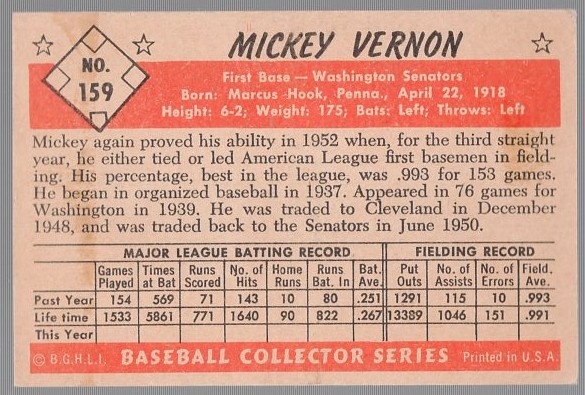 MICKEY VERNON
NO.
159
First Base — Washington Senators
Born: Marcus Hook, Penna., April 22, 1918
Height: 6-2; Weight: 175; Bats: Left; Throws: Left
Mickey again proved his ability in 1952 when, for the third straight
year, he either tied or led American League first basemen in field-
ing. His percentage, best in the league, was .993 for 153 games.
He began in organized baseball in 1937. Appeared in 76 games for
Washington in 1939. He was traded to Cleveland in December
1948, and was traded back to the Senators in June 1950.
MAJOR LEAGUE BATTING RECORD FIELDING RECORD
Games Times Runs No. of Home Runs Bat. Put No. of No. of Field.
Played at Bat Scored Hits Runs Bat. In Ave. Outs Assists Errors Ave.
Past Year 154 569 71 143 10 80 .251 1291 115 10 .993
Life time 1533 5861 771 1640 90 822 .267 13389 1046 151 .991
This Year
© B.G.H.L.I. BASEBALL COLLECTOR SERIES Printed in U.S.A.